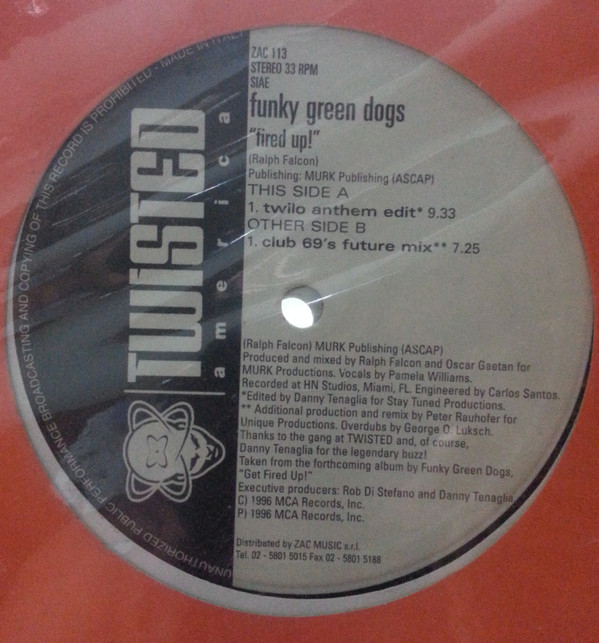 UNAUTHORIZED PUBLIC PERFORMANCE BROADCASTING AND COPYING OF THIS RECORD IS PROHIBITED - MADE IN ITALY
TWISTED
america
ZAC 113
STEREO 33 RPM
SIAE
funky green dogs
"fired up!"
(Ralph Falcon)
Publishing: MURK Publishing (ASCAP)
THIS SIDE A
1. twilo anthem edit* 9.33
OTHER SIDE B
1. club 69's future mix** 7.25
(Ralph Falcon) MURK Publishing (ASCAP)
Produced and mixed by Ralph Falcon and Oscar Gaetan for
MURK Productions. Vocals by Pamela Williams.
Recorded at HN Studios, Miami, FL. Engineered by Carlos Santos.
*Edited by Danny Tenaglia for Stay Tuned Productions.
** Additional production and remix by Peter Rauhofer for
Unique Productions. Overdubs by George O. Luksch.
Thanks to the gang at TWISTED and, of course,
Danny Tenaglia for the legendary buzz!
Taken from the forthcoming album by Funky Green Dogs,
"Get Fired Up!"
Executive producers: Rob Di Stefano and Danny Tenaglia.
C) 1996 MCA Records, Inc.
P) 1996 MCA Records, Inc.
Distributed by ZAC MUSIC s.r.l.
Tel. 02 - 5801 5015 Fax 02 - 5801 5188